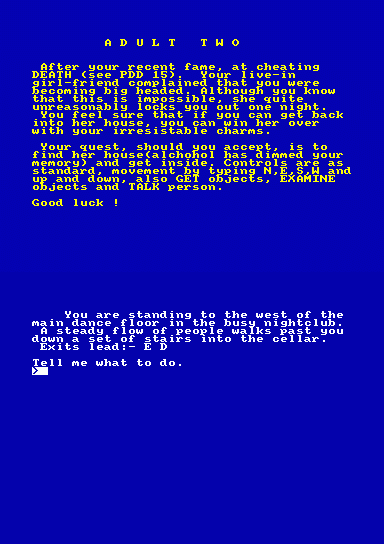 A D U L T   T W O
After your recent fame, at cheating
DEATH (see PDD 15).  Your live-in
girl-friend complained that you were
becoming big headed. Although you know
that this is impossible, she quite
unreasonably locks you out one night.
You feel sure that if you can get back
into her house, you can win her over
with your irresistable charms.
Your quest, should you accept, is to
find her house(alchohol has dimmed your
memory) and get inside. Controls are as
standard, movement by typing N,E,S,W and
up and down, also GET objects, EXAMINE
objects and TALK person.
Good luck !
You are standing to the west of the
main dance floor in the busy nightclub.
A steady flow of people walks past you
down a set of stairs into the cellar.
Exits lead:- E D
Tell me what to do.
>